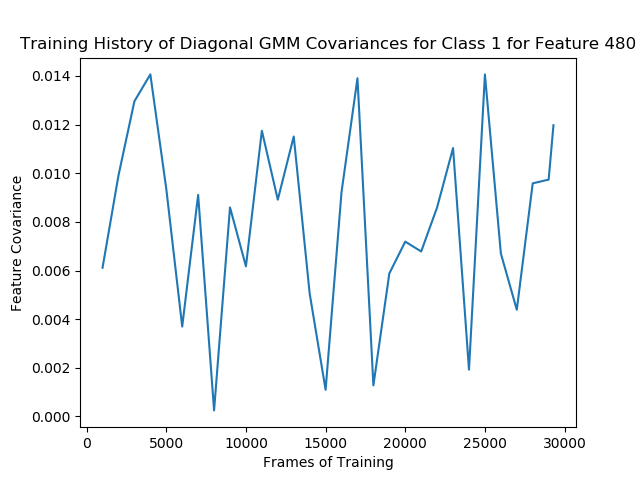 Training History of Diagonal GMM Covariances for Class 1 for Feature 480
0.014
0.012
0.010
0.008
0.006
0.004
0.002
0.000
Feature Covariance
0 5000 10000 15000 20000 25000 30000
Frames of Training